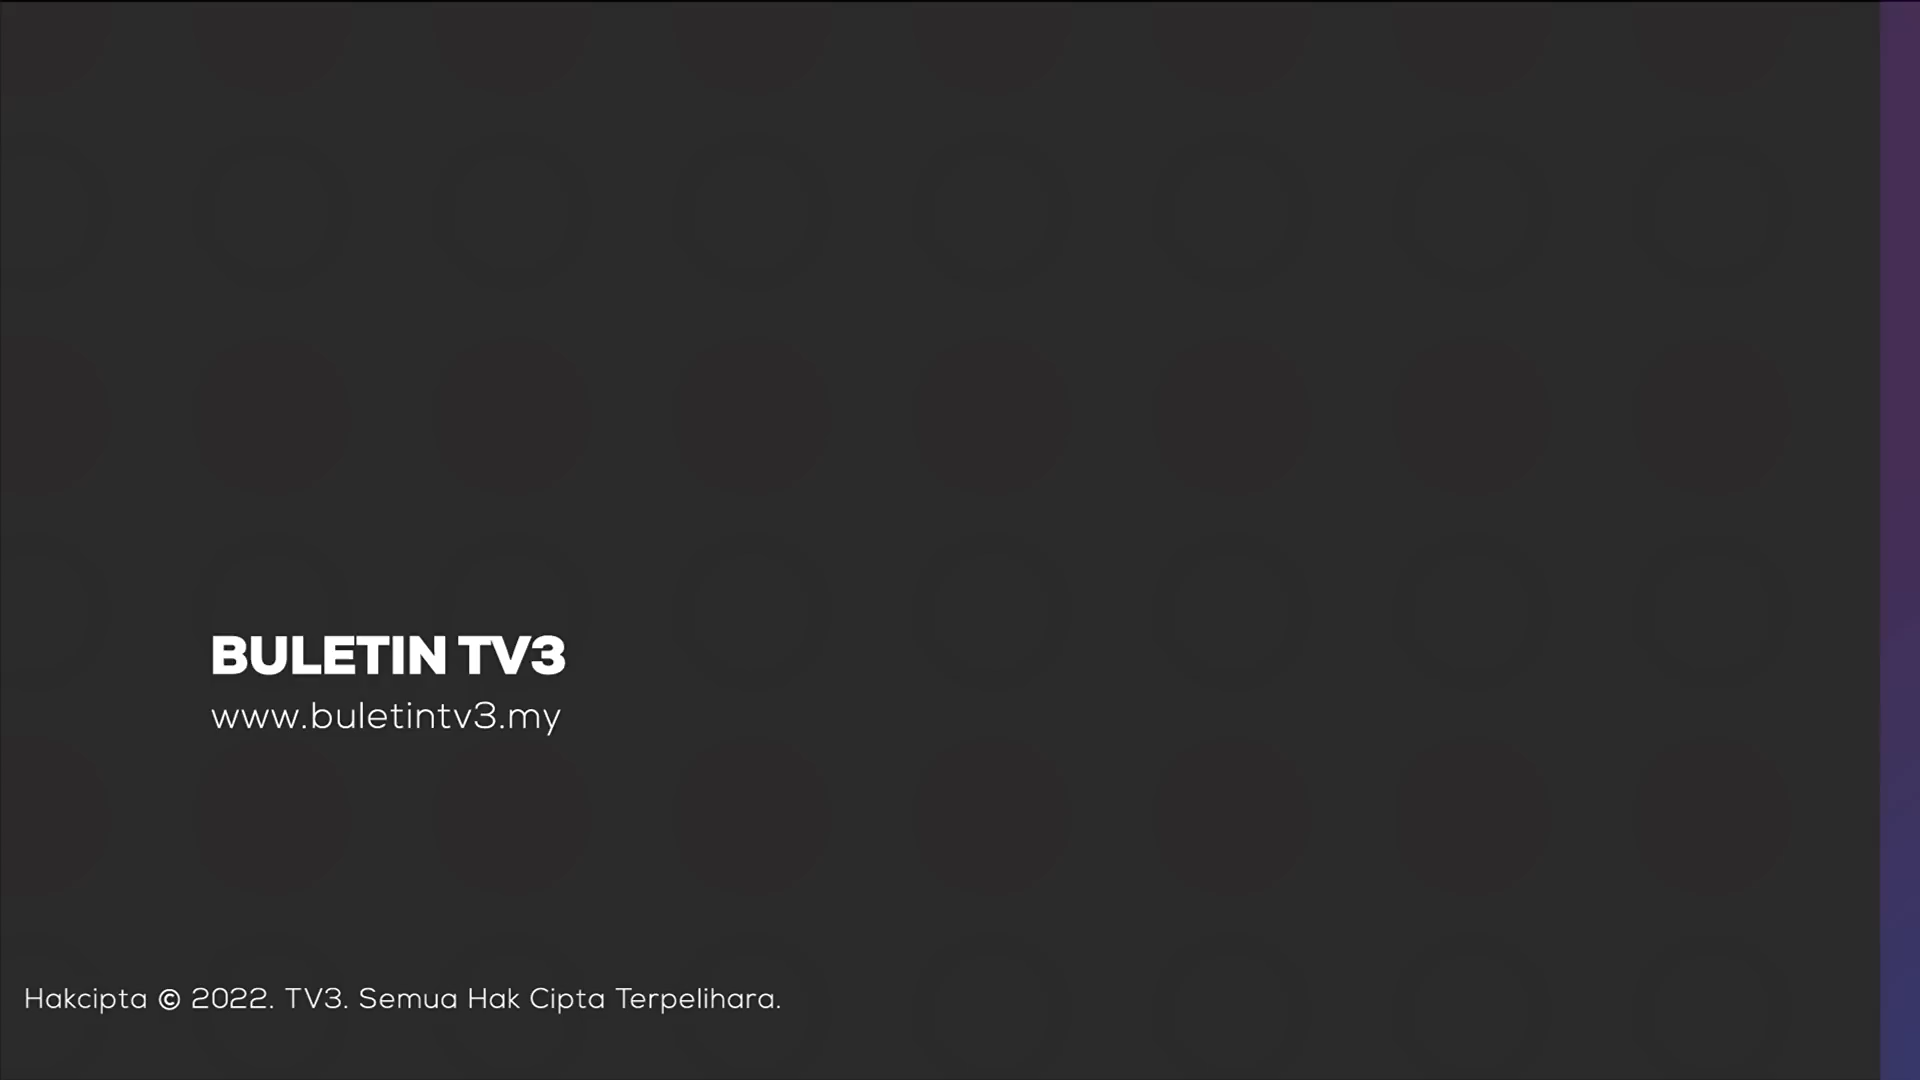 BULETIN TV3
www.buletintv3.my
Hakcipta © 2022. TV3. Semua Hak Cipta Terpelihara.